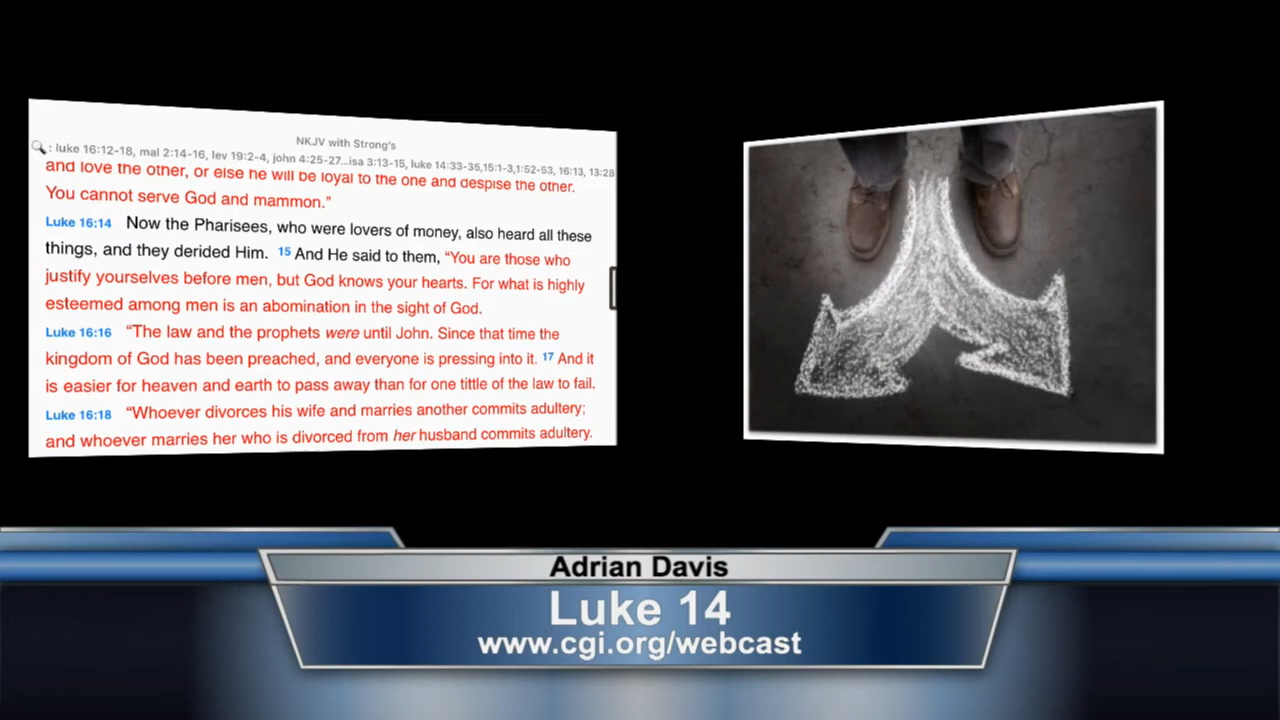 NKJV with Strong's
: luke 16:12-18, mal 2:14-16, lev 19:2-4, john 4:25-27...isa 3:13-15, luke 14:33-35,15:1-3,1:52-53, 16:13, 13:28
and love the other, or else he will be loyal to the one and despise the other.
You cannot serve God and mammon.”
Luke 16:14 Now the Pharisees, who were lovers of money, also heard all these
things, and they derided Him. 15 And He said to them, “You are those who
justify yourselves before men, but God knows your hearts. For what is highly
esteemed among men is an abomination in the sight of God.
Luke 16:16 “The law and the prophets were until John. Since that time the
kingdom of God has been preached, and everyone is pressing into it. 17 And it
is easier for heaven and earth to pass away than for one tittle of the law to fail.
Luke 16:18 “Whoever divorces his wife and marries another commits adultery;
and whoever marries her who is divorced from her husband commits adultery.
Adrian Davis
Luke 14
www.cgi.org/webcast